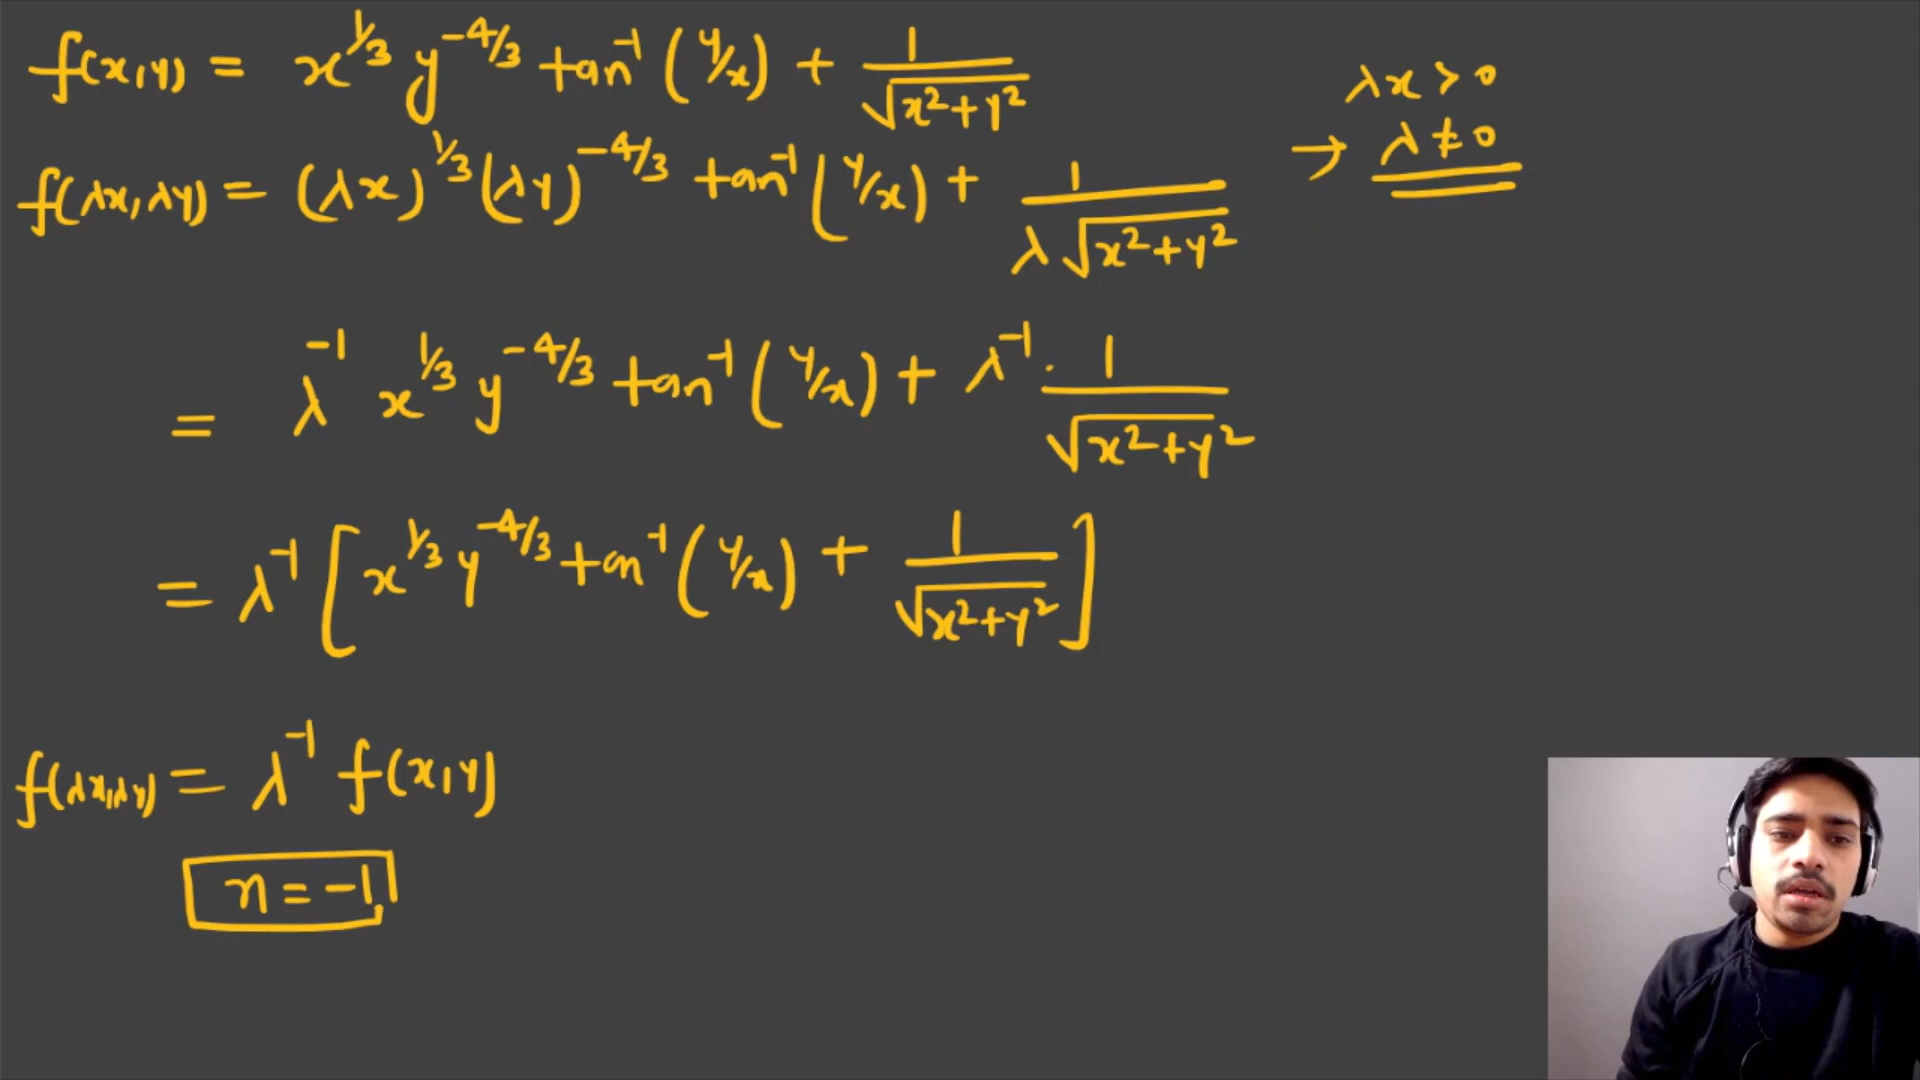 f(x,y) = x^{1/3} y^{-4/3} tan^{-1} (y/x) + 1/√(x²+y²)
λx > 0
f(λx, λy) = (λx)^{1/3} (λy)^{-4/3} tan^{-1} (y/x) + 1/(λ√(x²+y²))
→ λ ≠ 0
= λ^{-1} x^{1/3} y^{-4/3} tan^{-1} (y/x) + λ^{-1} · 1/√(x²+y²)
= λ^{-1} [x^{1/3} y^{-4/3} tan^{-1} (y/x) + 1/√(x²+y²)]
f(λx,λy) = λ^{-1} f(x,y)
n = -1